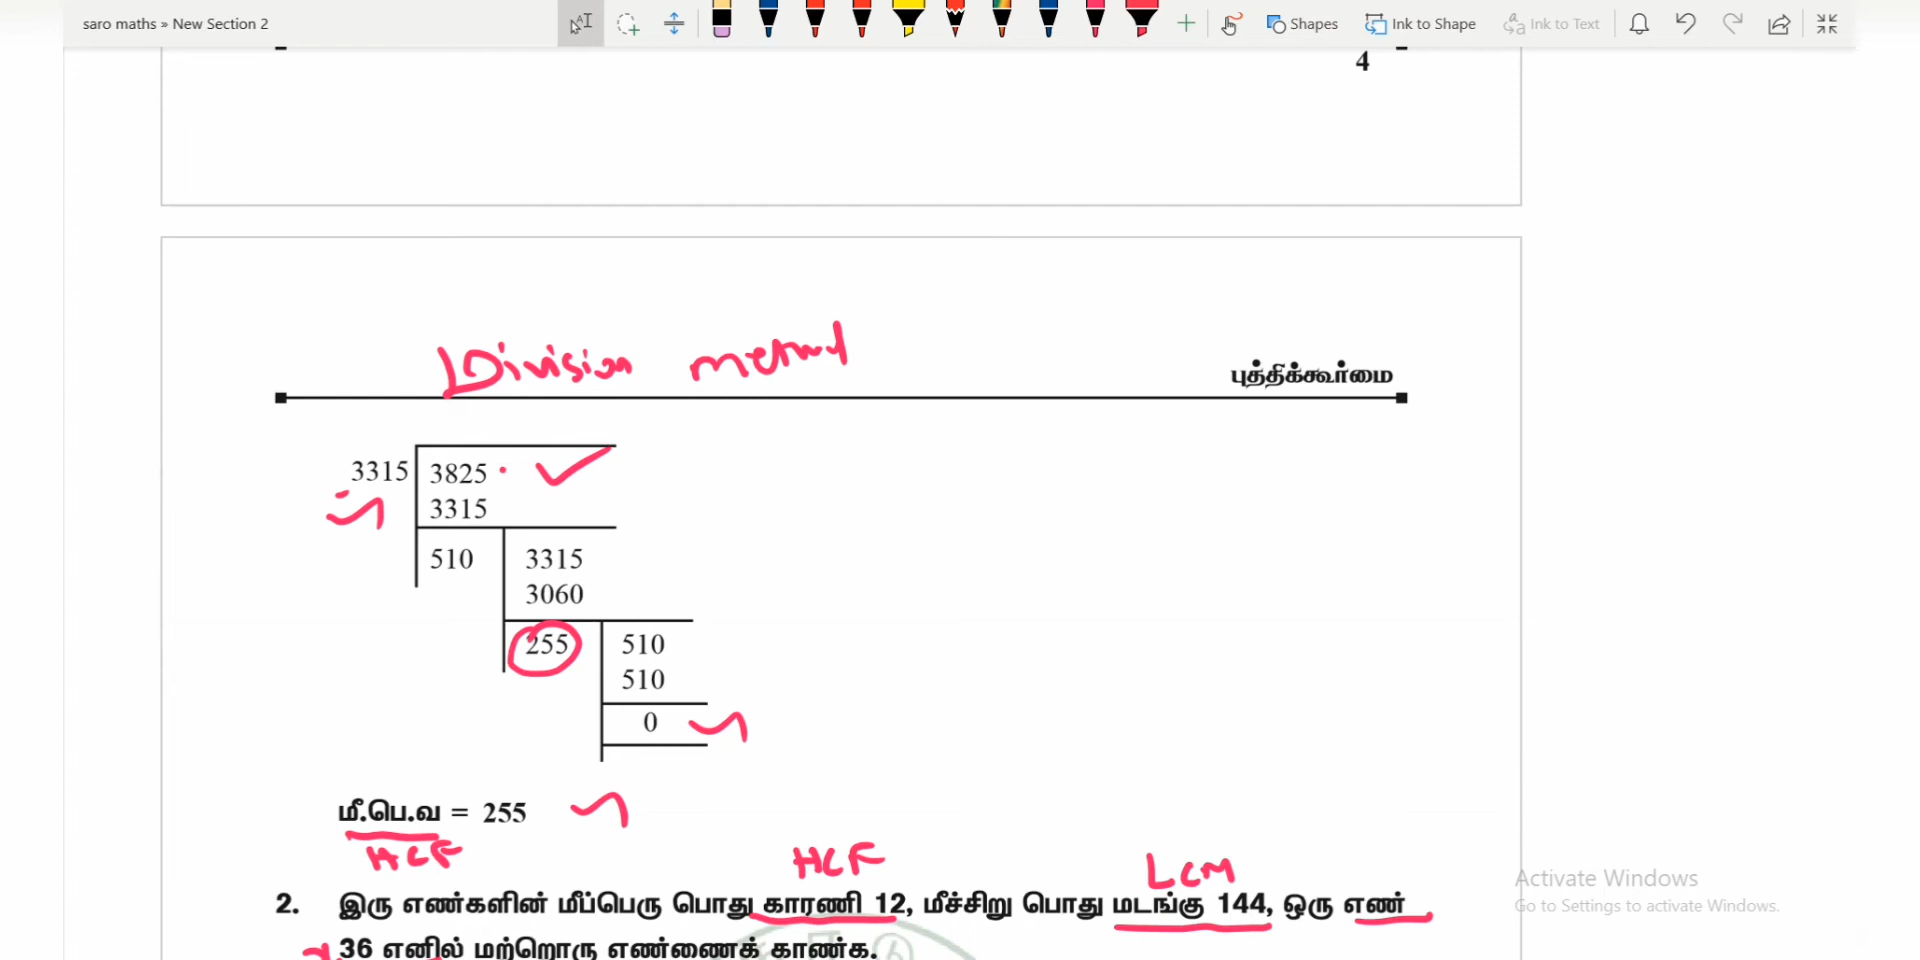 saro maths » New Section 2
Shapes
Ink to Shape
Ink to Text
4
Division method
புத்திக்கூர்மை
3315 3825
3315
510 3315
3060
255 510
510
0
மீ.பெ.வ = 255
HCF
HCF
LCM
2. இரு எண்களின் மீப்பெரு பொது காரணி 12, மீச்சிறு பொது மடங்கு 144, ஒரு எண்
36 எனில் மற்றொரு எண்ணைக் காண்க.
Activate Windows
Go to Settings to activate Windows.